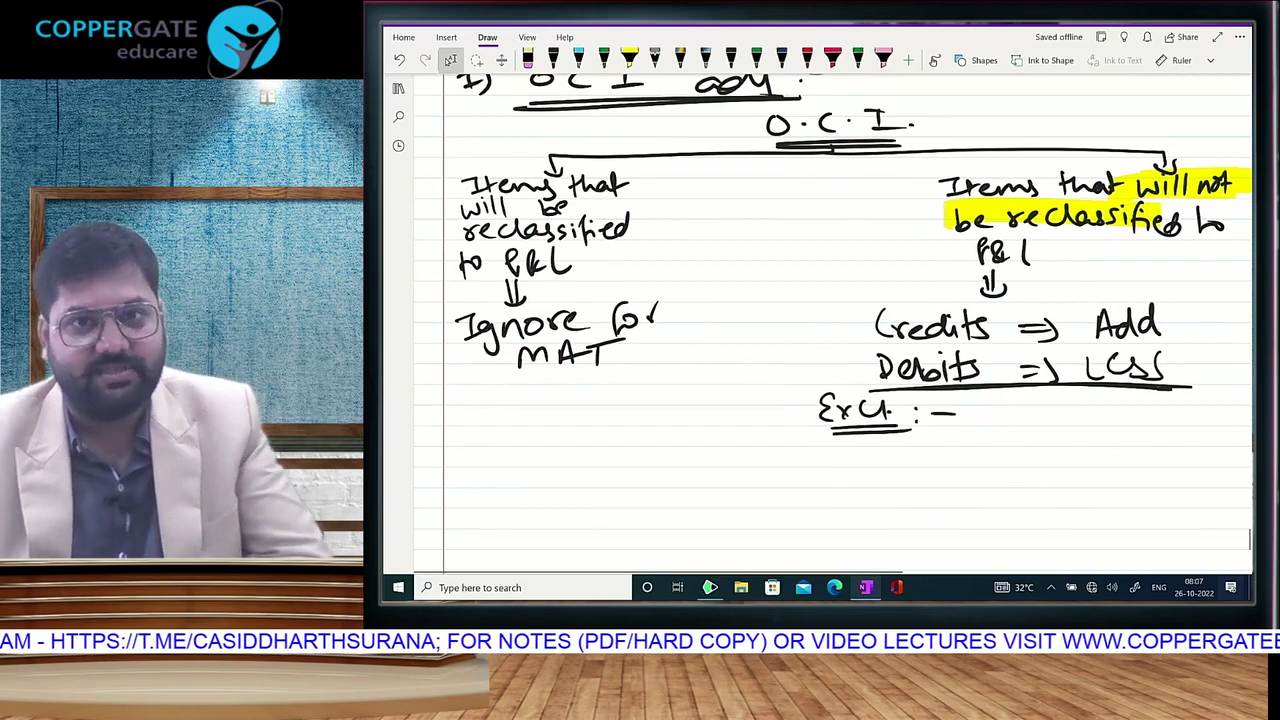 COPPERGATE
educare
Home Insert Draw View Help
Saved offline Share
Shapes Ink to Shape Ink to Text Ruler
1) O C I adj :-
O. C. I.
Items that
will be
reclassified
to P&L
Ignore for
MAT
Items that will not
be reclassified to
P&L
Credits => Add
Debits => LESS
:-
Type here to search
32°C ENG 08:07
26-10-2022
AM - HTTPS://T.ME/CASIDDHARTHSURANA; FOR NOTES (PDF/HARD COPY) OR VIDEO LECTURES VISIT WWW.COPPERGATEE